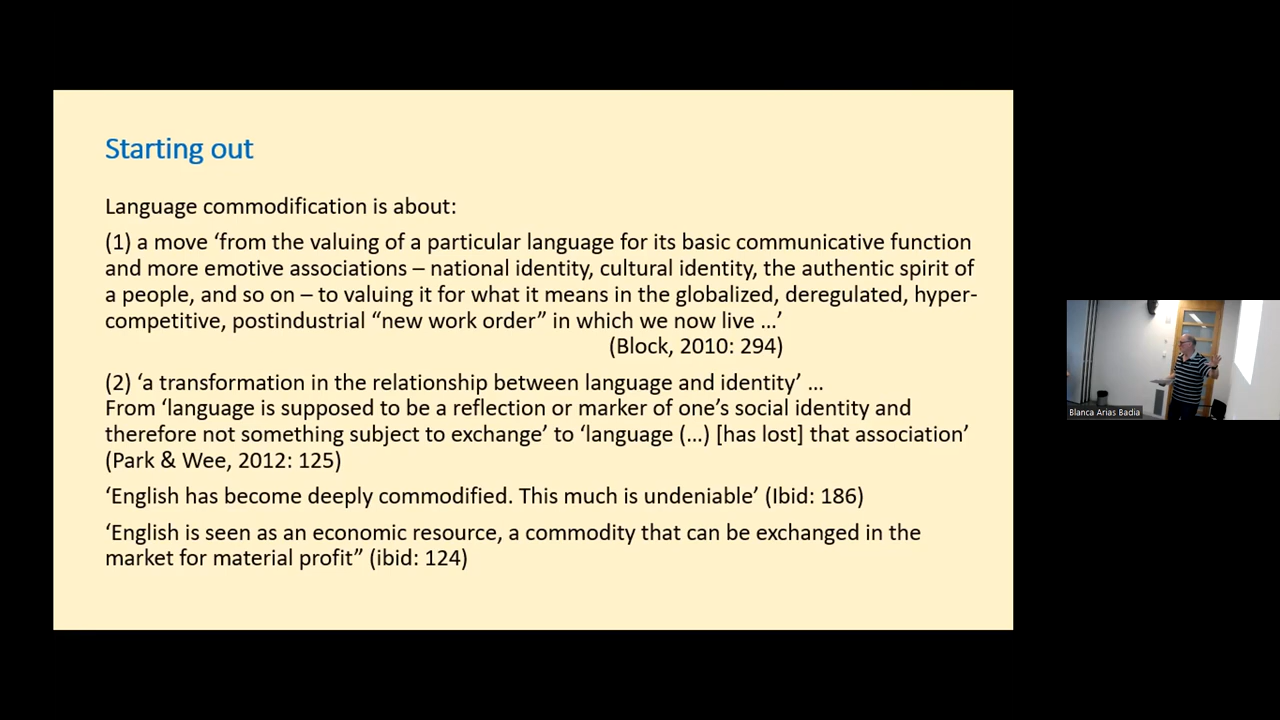 Starting out
Language commodification is about:
(1) a move ‘from the valuing of a particular language for its basic communicative function
and more emotive associations – national identity, cultural identity, the authentic spirit of
a people, and so on – to valuing it for what it means in the globalized, deregulated, hyper-
competitive, postindustrial “new work order” in which we now live …’
(Block, 2010: 294)
(2) ‘a transformation in the relationship between language and identity’ …
From ‘language is supposed to be a reflection or marker of one’s social identity and
therefore not something subject to exchange’ to ‘language (…) [has lost] that association’
(Park & Wee, 2012: 125)
‘English has become deeply commodified. This much is undeniable’ (Ibid: 186)
‘English is seen as an economic resource, a commodity that can be exchanged in the
market for material profit” (ibid: 124)
Blanca Arias Badia